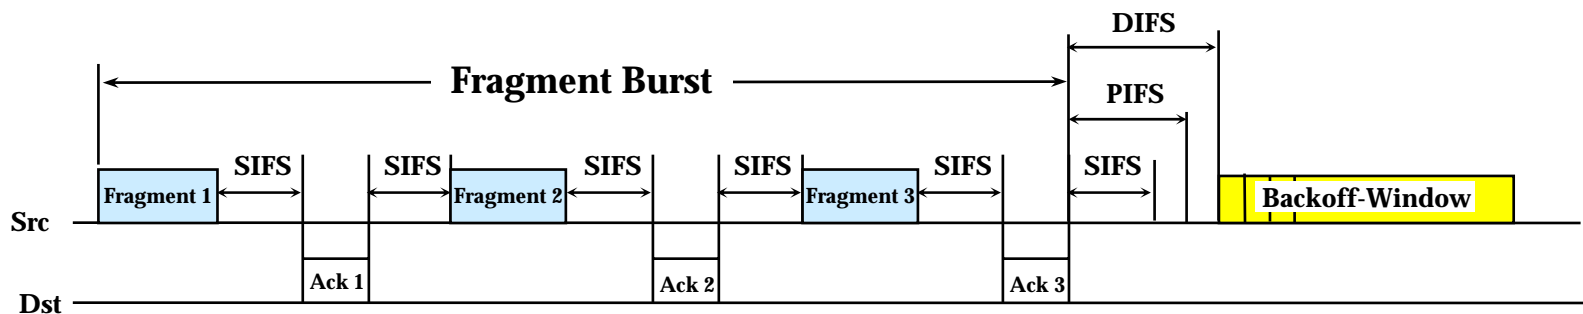 DIFS
Fragment Burst
PIFS
SIFS SIFS SIFS SIFS SIFS SIFS
Fragment 1 Fragment 2 Fragment 3 Backoff-Window
Src
Ack 1 Ack 2 Ack 3
Dst